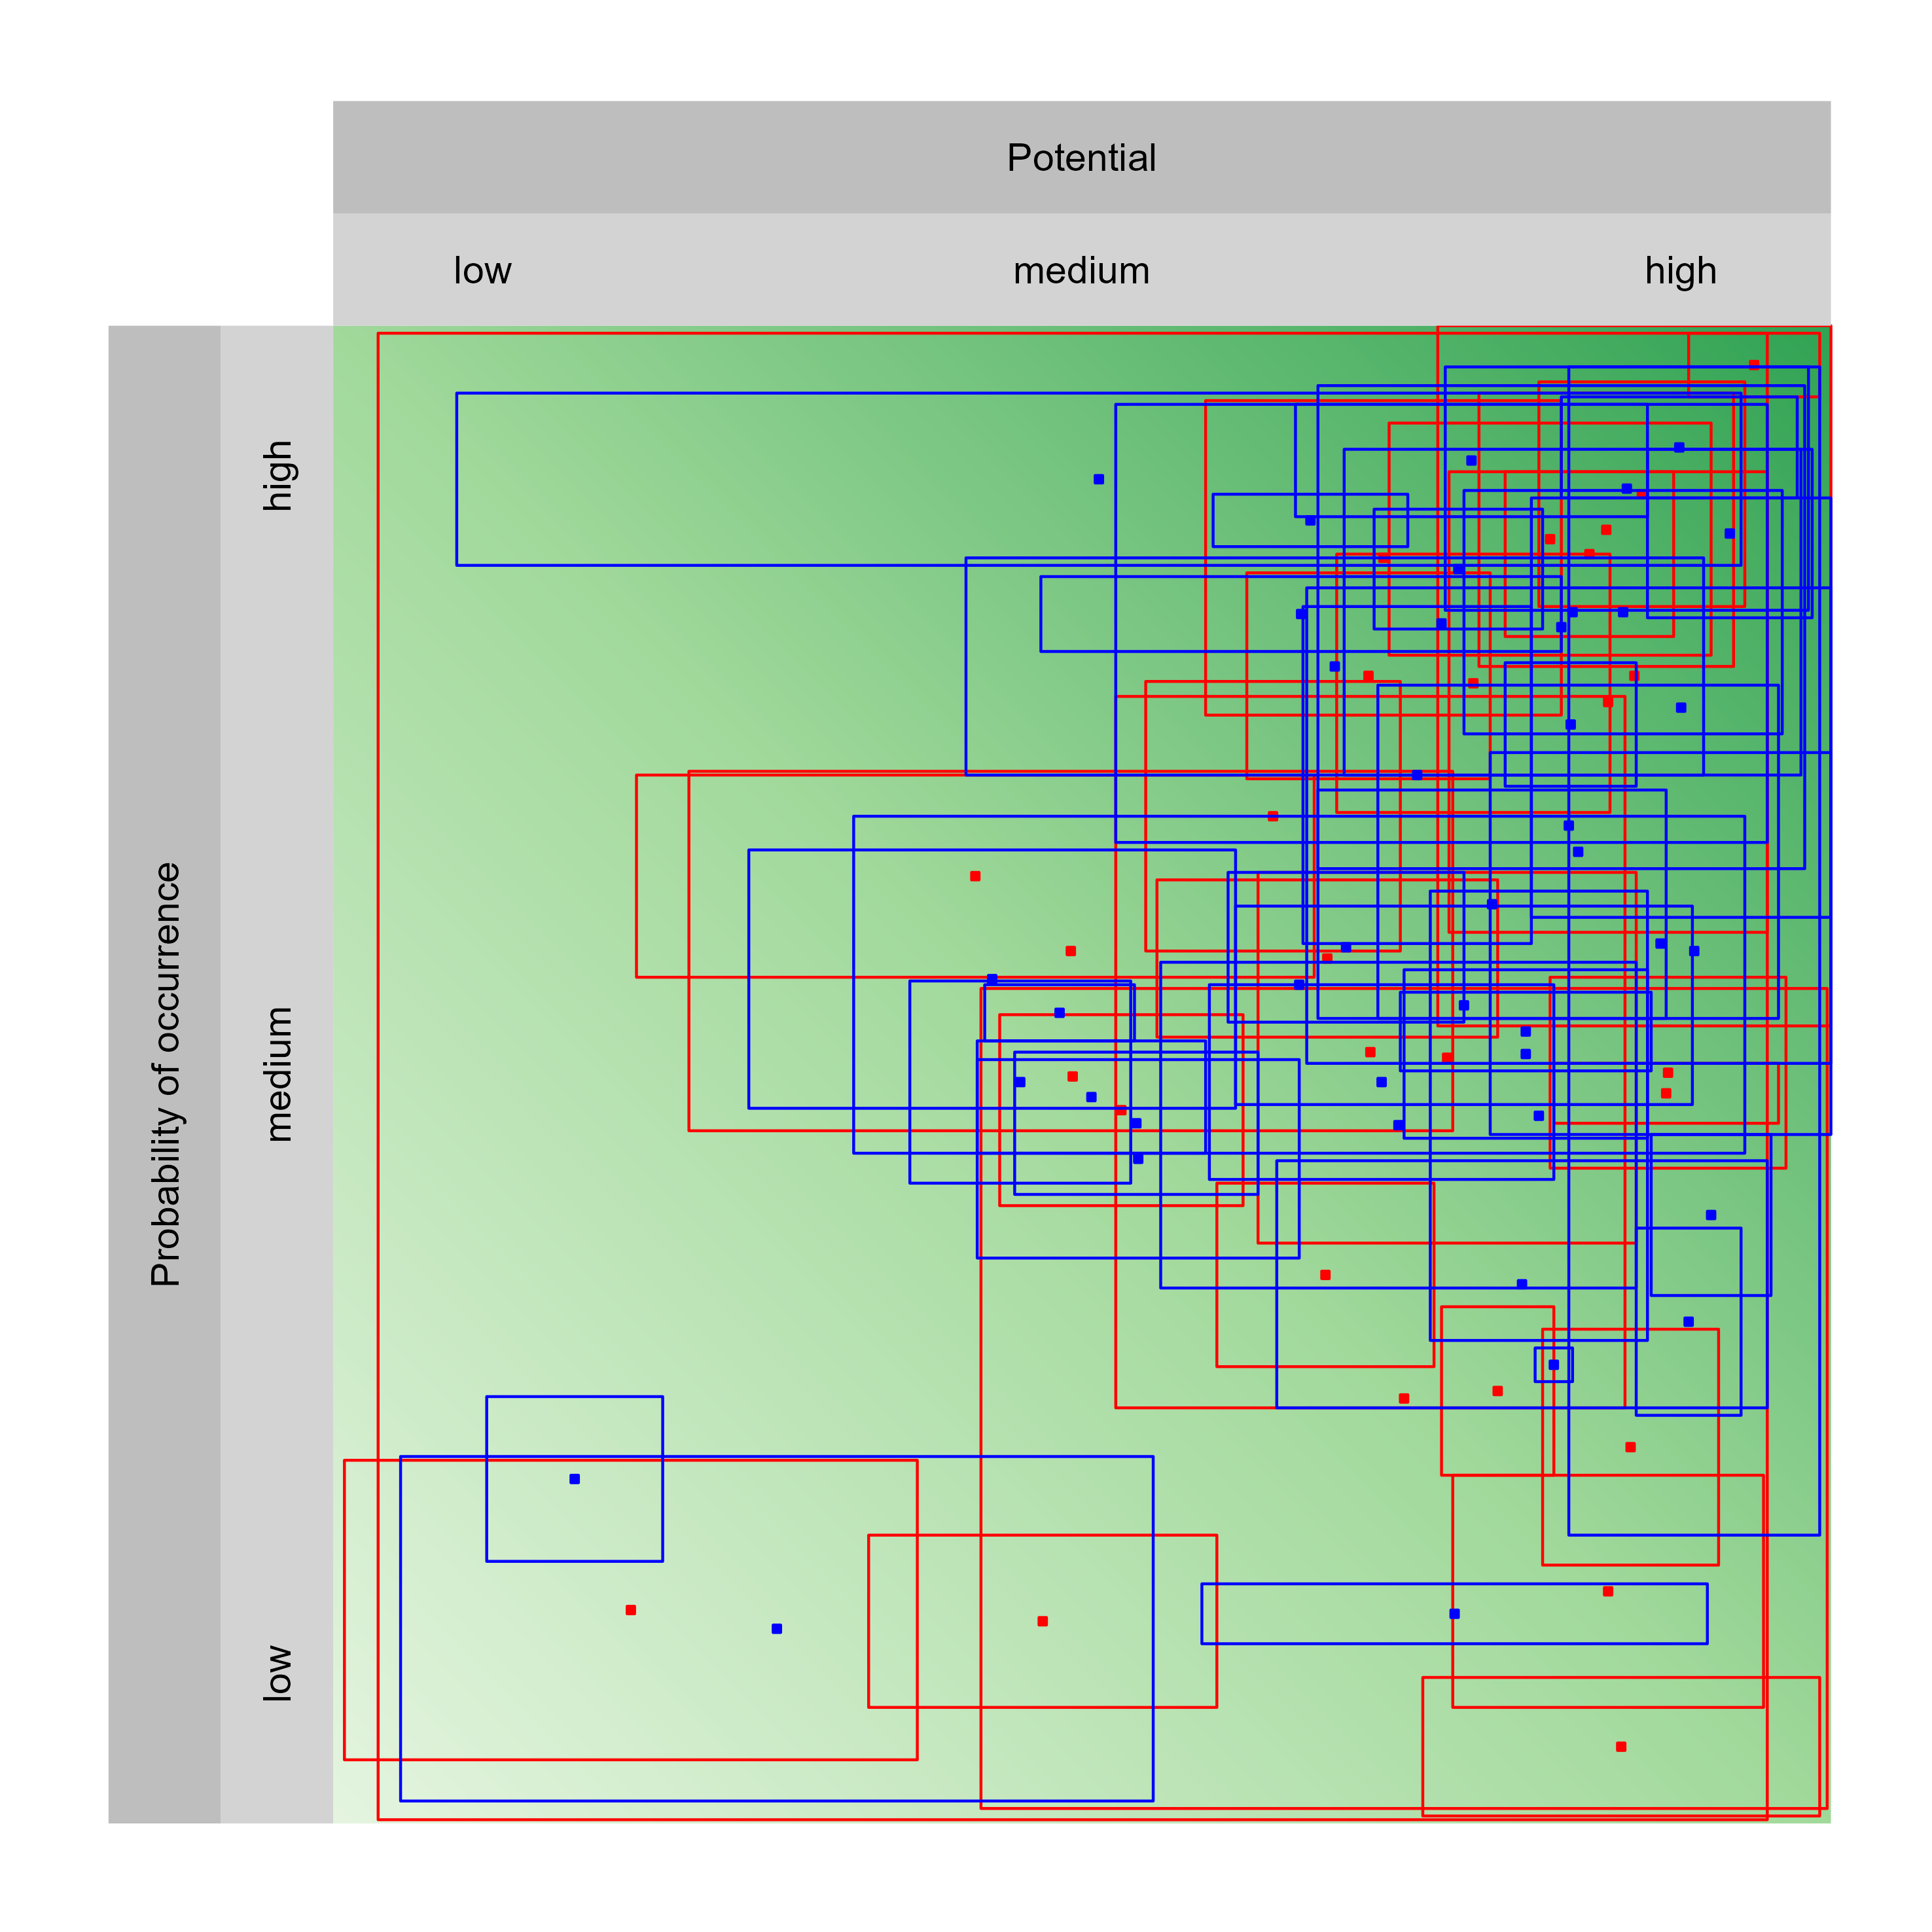 Potential
low
medium
high
Probability of occurrence
high
medium
low